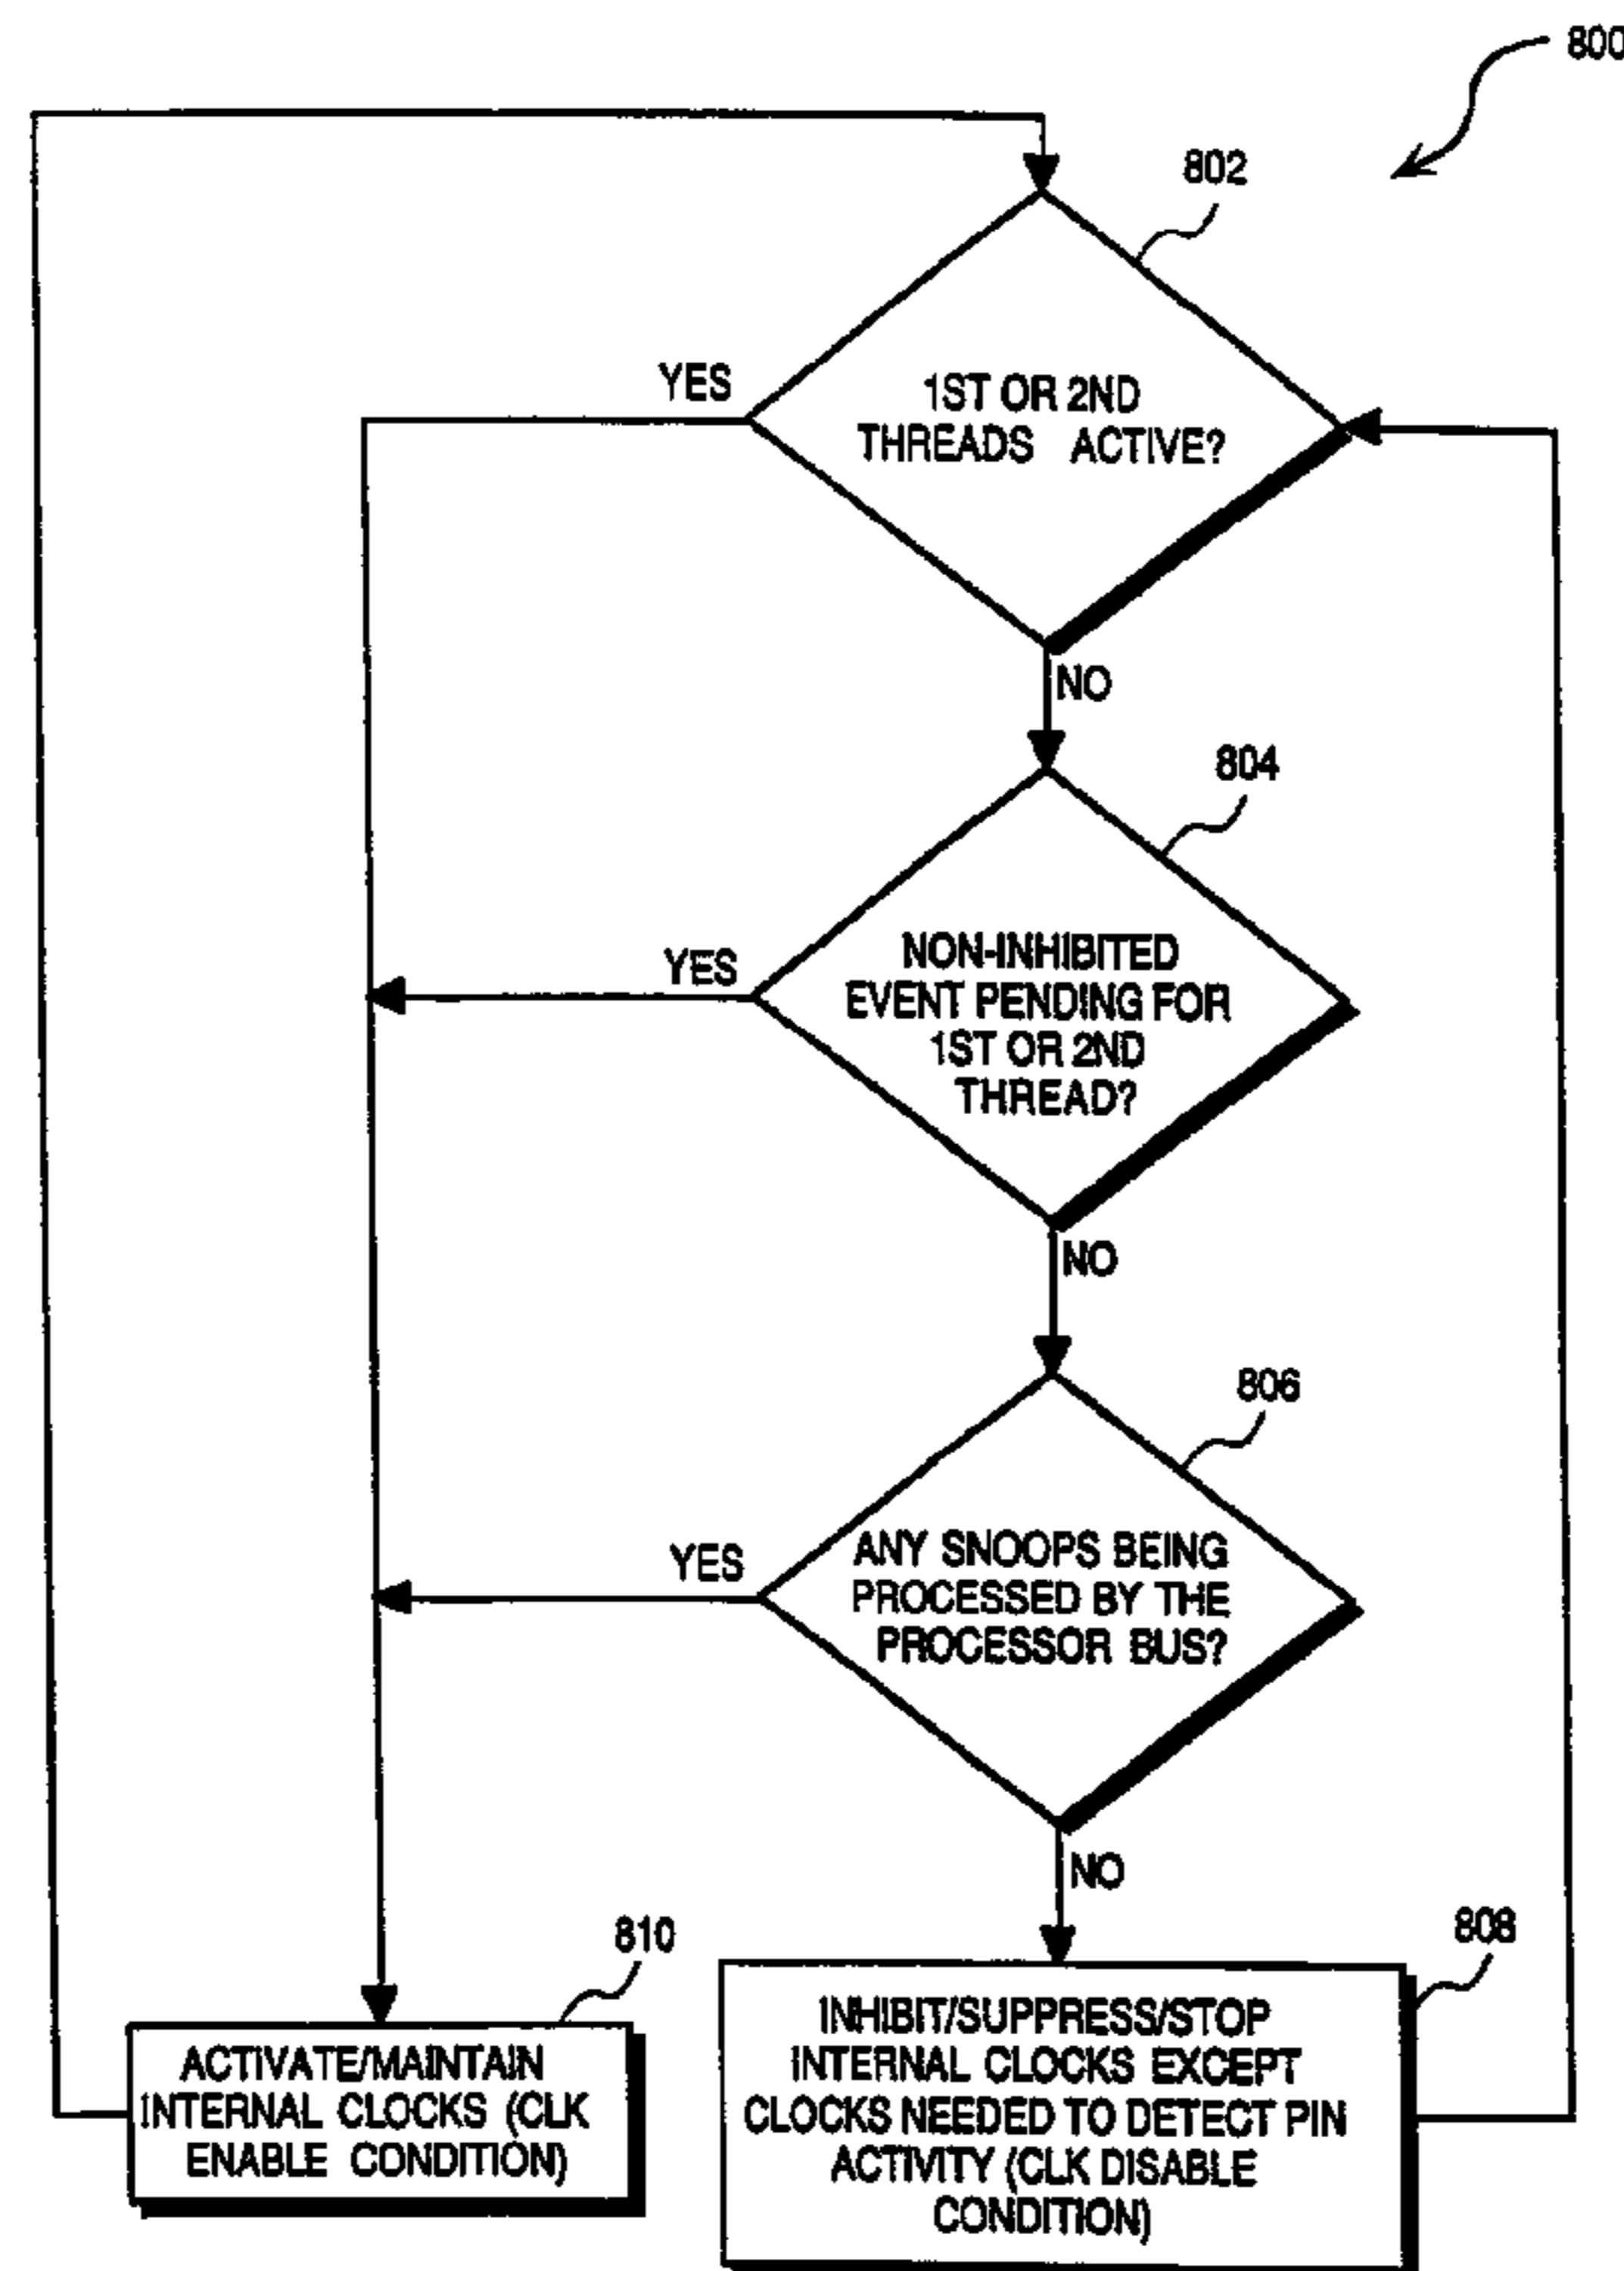 800
802
YES
1ST OR 2ND
THREADS ACTIVE?
NO
804
YES
NON-INHIBITED
EVENT PENDING FOR
1ST OR 2ND
THREAD?
NO
806
YES
ANY SNOOPS BEING
PROCESSED BY THE
PROCESSOR BUS?
NO
810
ACTIVATE/MAINTAIN
INTERNAL CLOCKS (CLK
ENABLE CONDITION)
808
INHIBIT/SUPPRESS/STOP
INTERNAL CLOCKS EXCEPT
CLOCKS NEEDED TO DETECT PIN
ACTIVITY (CLK DISABLE
CONDITION)